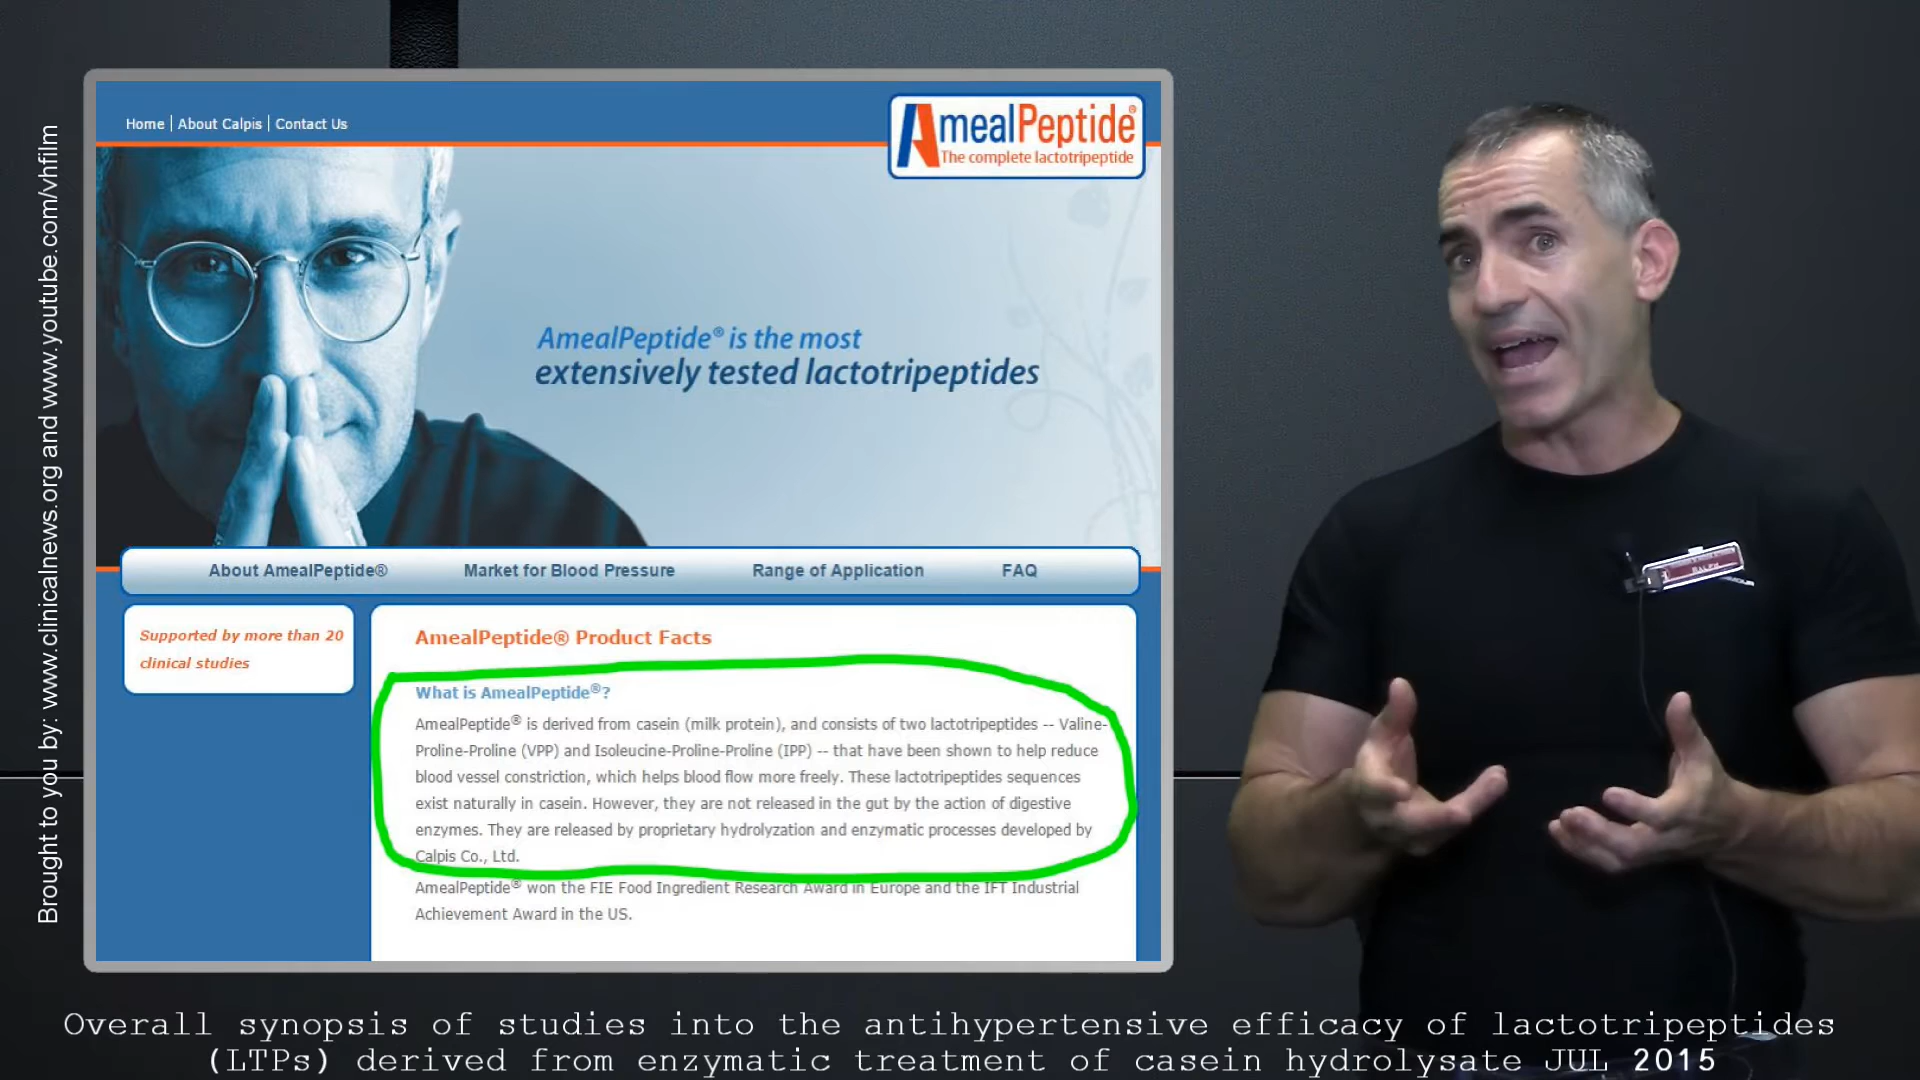 Brought to you by: www.clinicalnews.org and www.youtube.com/vhfilm
Home | About Calpis | Contact Us
AmealPeptide®
The complete lactotripeptide
AmealPeptide® is the most
extensively tested lactotripeptides
About AmealPeptide® Market for Blood Pressure Range of Application FAQ
Supported by more than 20
clinical studies
AmealPeptide® Product Facts
What is AmealPeptide®?
AmealPeptide® is derived from casein (milk protein), and consists of two lactotripeptides -- Valine-
Proline-Proline (VPP) and Isoleucine-Proline-Proline (IPP) -- that have been shown to help reduce
blood vessel constriction, which helps blood flow more freely. These lactotripeptides sequences
exist naturally in casein. However, they are not released in the gut by the action of digestive
enzymes. They are released by proprietary hydrolyzation and enzymatic processes developed by
Calpis Co., Ltd.
AmealPeptide® won the FIE Food Ingredient Research Award in Europe and the IFT Industrial
Achievement Award in the US.
RALPH
Overall synopsis of studies into the antihypertensive efficacy of lactotripeptides
(LTPs) derived from enzymatic treatment of casein hydrolysate JUL 2015